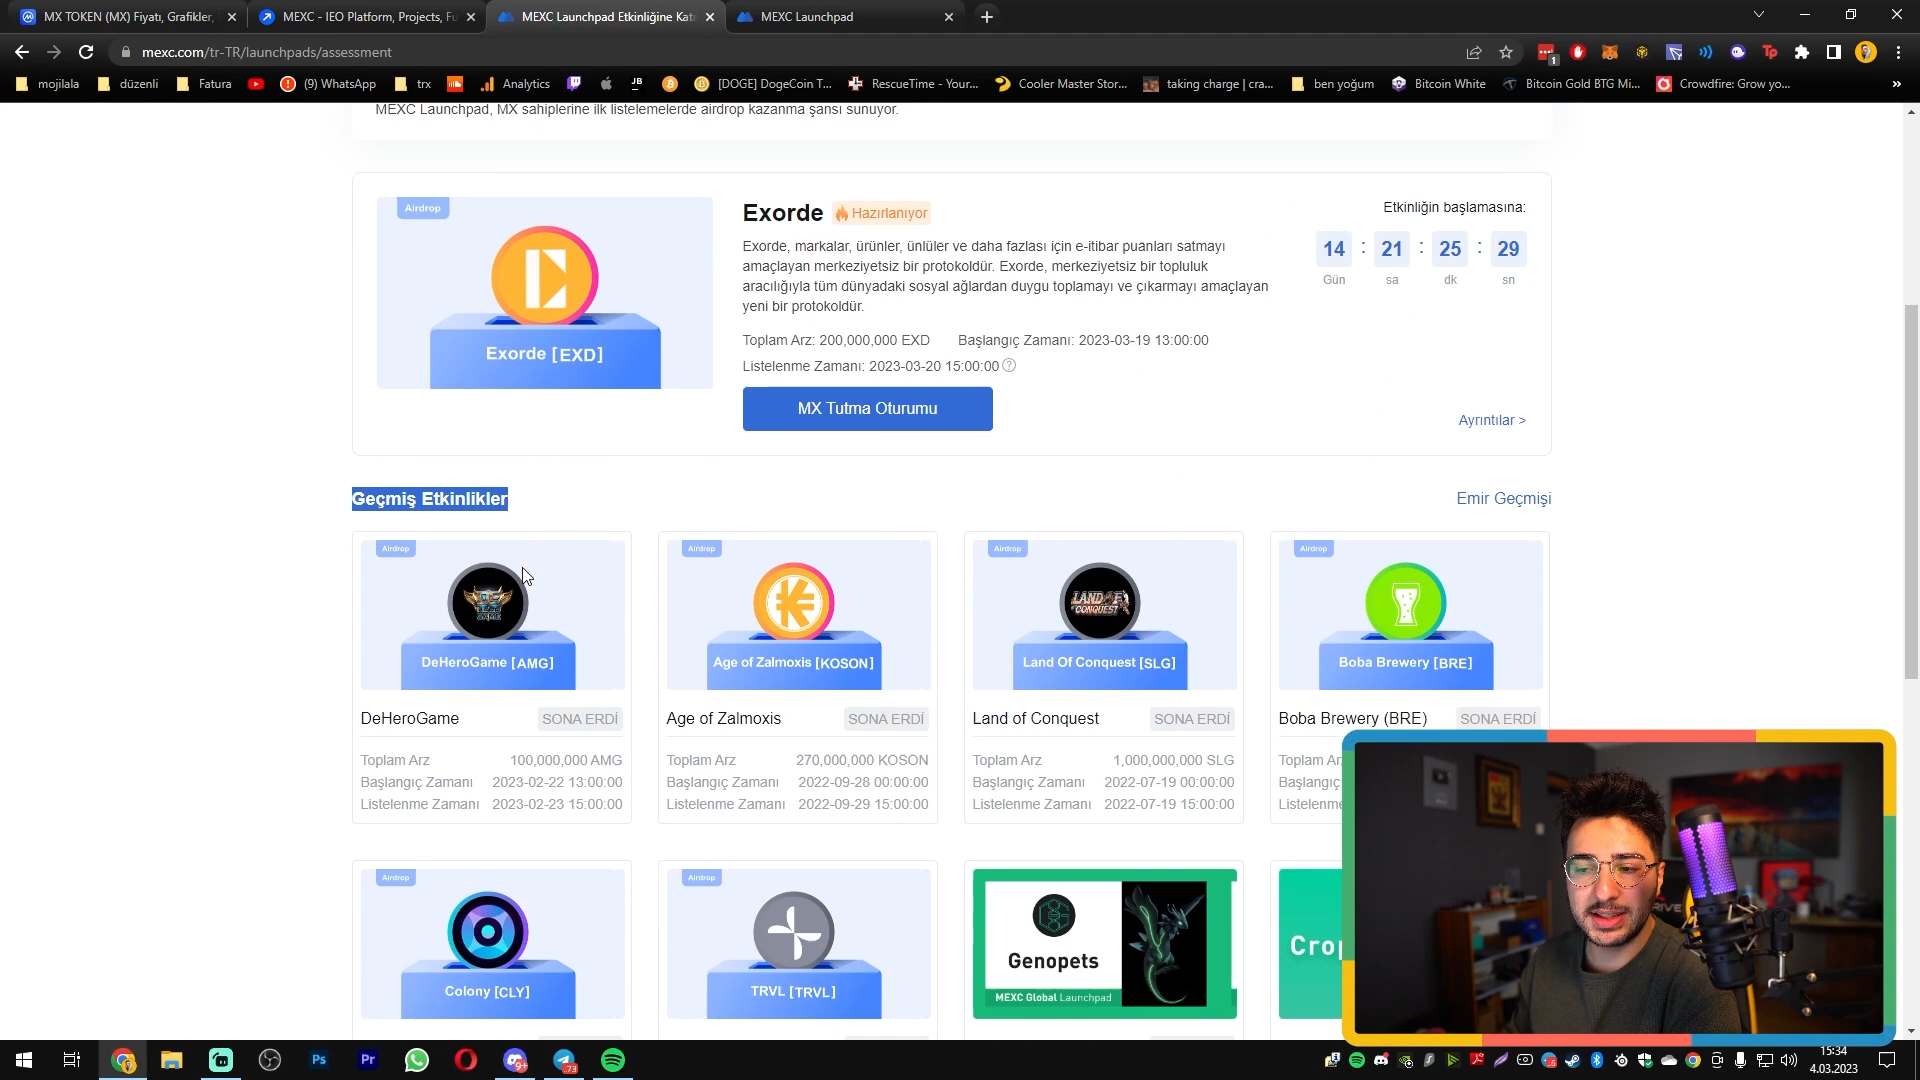 MX TOKEN (MX) Fiyatı, Grafikler,
MEXC - IEO Platform, Projects, Fu
MEXC Launchpad Etkinliğine Kat
MEXC Launchpad
mexc.com/tr-TR/launchpads/assessment
mojilala
düzenli
Fatura
(9) WhatsApp
trx
Analytics
[DOGE] DogeCoin T...
RescueTime - Your...
Cooler Master Stor...
taking charge | cra...
ben yoğum
Bitcoin White
Bitcoin Gold BTG Mi...
Crowdfire: Grow yo...
MEXC Launchpad, MX sahiplerine ilk listelemelerde airdrop kazanma şansı sunuyor.
Airdrop
Exorde [EXD]
Exorde
Hazırlanıyor
Exorde, markalar, ürünler, ünlüler ve daha fazlası için e-itibar puanları satmayı
amaçlayan merkeziyetsiz bir protokoldür. Exorde, merkeziyetsiz bir topluluk
aracılığıyla tüm dünyadaki sosyal ağlardan duygu toplamayı ve çıkarmayı amaçlayan
yeni bir protokoldür.
Toplam Arz: 200,000,000 EXD Başlangıç Zamanı: 2023-03-19 13:00:00
Listelenme Zamanı: 2023-03-20 15:00:00
MX Tutma Oturumu
Etkinliğin başlamasına:
14 : 21 : 25 : 29
Gün sa dk sn
Ayrıntılar >
Geçmiş Etkinlikler
Emir Geçmişi
Airdrop
DeHeroGame [AMG]
DeHeroGame SONA ERDİ
Toplam Arz 100,000,000 AMG
Başlangıç Zamanı 2023-02-22 13:00:00
Listelenme Zamanı 2023-02-23 15:00:00
Airdrop
Age of Zalmoxis [KOSON]
Age of Zalmoxis SONA ERDİ
Toplam Arz 270,000,000 KOSON
Başlangıç Zamanı 2022-09-28 00:00:00
Listelenme Zamanı 2022-09-29 15:00:00
Airdrop
LAND OF
CONQUEST
Land Of Conquest [SLG]
Land of Conquest SONA ERDİ
Toplam Arz 1,000,000,000 SLG
Başlangıç Zamanı 2022-07-19 00:00:00
Listelenme Zamanı 2022-07-19 15:00:00
Airdrop
Boba Brewery [BRE]
Boba Brewery (BRE) SONA ERDİ
Toplam Ar
Başlangıç
Listelenme
Airdrop
Colony [CLY]
Airdrop
TRVL [TRVL]
Genopets
MEXC Global Launchpad
Crop
15:34
4.03.2023